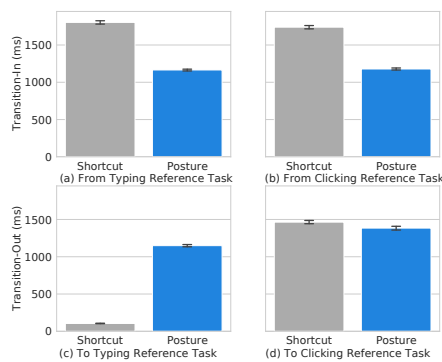 Transition-In (ms)
1500
1000
500
0
Shortcut Posture
(a) From Typing Reference Task
Shortcut Posture
(b) From Clicking Reference Task
Transition-Out (ms)
1500
1000
500
0
Shortcut Posture
(c) To Typing Reference Task
Shortcut Posture
(d) To Clicking Reference Task